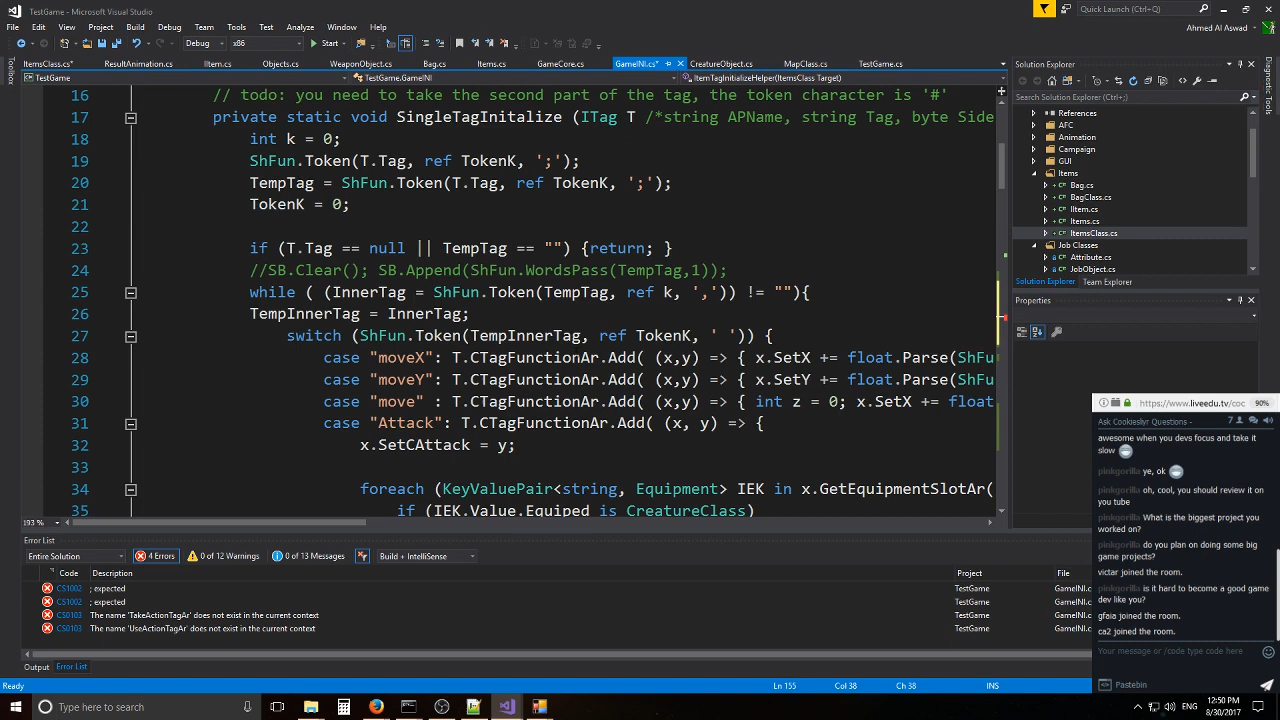 TestGame - Microsoft Visual Studio
Quick Launch (Ctrl+Q)
File Edit View Project Build Debug Team Tools Test Analyze Window Help
Ahmed Al Aswad
Debug x86 Start
ItemsClass.cs* ResultAnimation.cs IItem.cs Objects.cs WeaponObject.cs Bag.cs Items.cs GameCore.cs GameINI.cs* CreatureObject.cs MapClass.cs TestGame.cs
TestGame TestGame.GameINI ItemTagInitializeHelper(ItemsClass Target)
Toolbox
16 // todo: you need to take the second part of the tag, the token character is '#'
17 private static void SingleTagInitalize (ITag T /*string APName, string Tag, byte Side
18 int k = 0;
19 ShFun.Token(T.Tag, ref TokenK, ';');
20 TempTag = ShFun.Token(T.Tag, ref TokenK, ';');
21 TokenK = 0;
22
23 if (T.Tag == null || TempTag == "") {return; }
24 //SB.Clear(); SB.Append(ShFun.WordsPass(TempTag,1));
25 while ( (InnerTag = ShFun.Token(TempTag, ref k, ',')) != ""){
26 TempInnerTag = InnerTag;
27 switch (ShFun.Token(TempInnerTag, ref TokenK, ' ')) {
28 case "moveX": T.CTagFunctionAr.Add( (x,y) => { x.SetX += float.Parse(ShFu
29 case "moveY": T.CTagFunctionAr.Add( (x,y) => { x.SetY += float.Parse(ShFu
30 case "move" : T.CTagFunctionAr.Add( (x,y) => { int z = 0; x.SetX += float
31 case "Attack": T.CTagFunctionAr.Add( (x, y) => {
32 x.SetCAttack = y;
33
34 foreach (KeyValuePair<string, Equipment> IEK in x.GetEquipmentSlotAr(
35 if (IEK.Value.Equiped is CreatureClass)
193 %
Solution Explorer
Search Solution Explorer (Ctrl+;)
References
AFC
Animation
Campaign
GUI
Items
Bag.cs
BagClass.cs
IItem.cs
Items.cs
ItemsClass.cs
Job Classes
Attribute.cs
JobObject.cs
Solution Explorer Team Explorer
Properties
Diagnostic Tools
Error List
Entire Solution 4 Errors 0 of 12 Warnings 0 of 13 Messages Build + IntelliSense
Code Description Project File
CS1002 ; expected TestGame GameINI.cs
CS1002 ; expected TestGame GameINI.cs
CS0103 The name 'TakeActionTagAr' does not exist in the current context TestGame GameINI.cs
CS0103 The name 'UseActionTagAr' does not exist in the current context TestGame GameINI.cs
Output Error List
Ready Ln 155 Col 38 Ch 38 INS
https://www.liveedu.tv/coc 90%
Ask Cookiesliyr Questions - 7
awesome when you devs focus and take it
slow
pinkgorilla ye, ok
pinkgorilla oh, cool, you should review it on
you tube
pinkgorilla What is the biggest project you
worked on?
pinkgorilla do you plan on doing some big
game projects?
victar joined the room.
pinkgorilla is it hard to become a good game
dev like you?
gfaia joined the room.
ca2 joined the room.
Your message or /code type code here
Pastebin
Type here to search
ENG
12:50 PM
8/30/2017